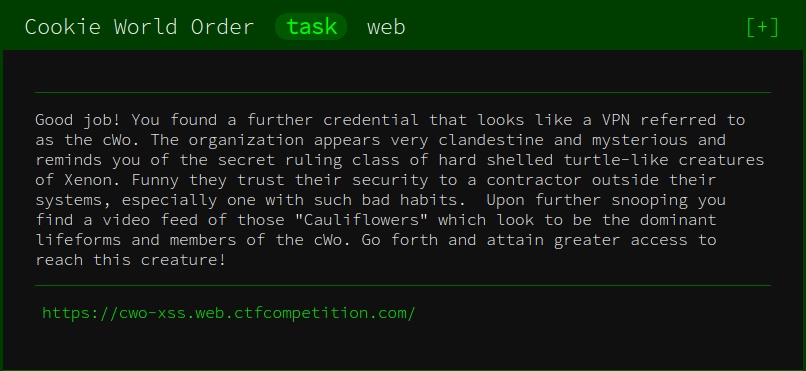 Cookie World Order task web [+]
Good job! You found a further credential that looks like a VPN referred to
as the cWo. The organization appears very clandestine and mysterious and
reminds you of the secret ruling class of hard shelled turtle-like creatures
of Xenon. Funny they trust their security to a contractor outside their
systems, especially one with such bad habits.  Upon further snooping you
find a video feed of those "Cauliflowers" which look to be the dominant
lifeforms and members of the cWo. Go forth and attain greater access to
reach this creature!
https://cwo-xss.web.ctfcompetition.com/